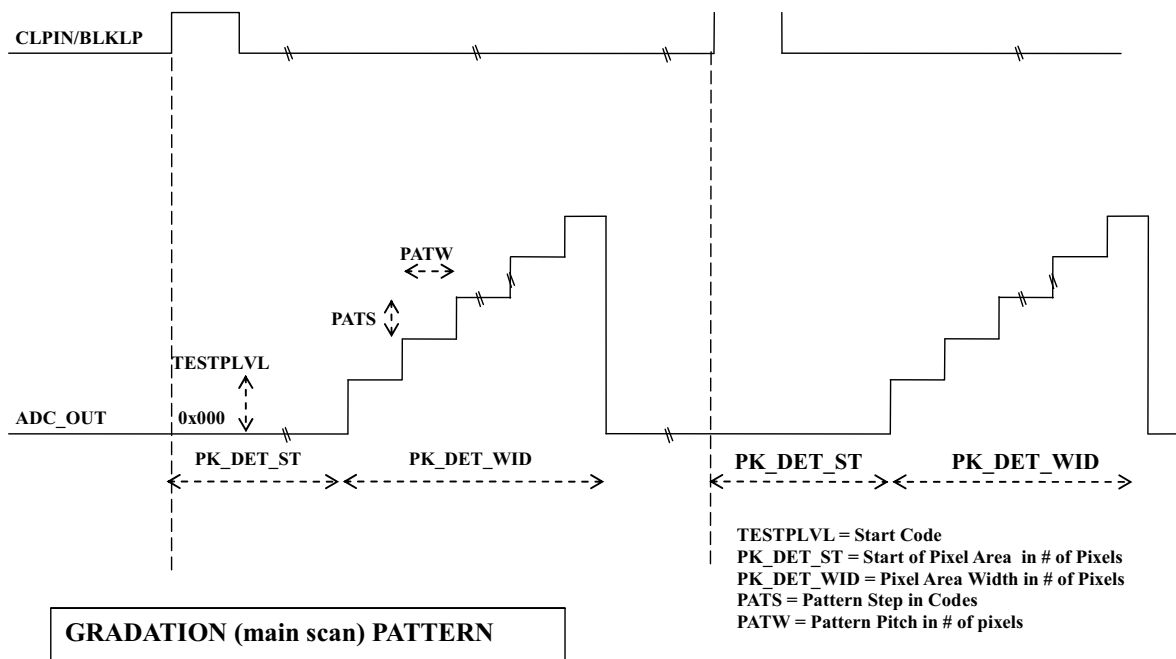 CLPIN/BLKLP
PATW
PATS
TESTPLVL
ADC_OUT 0x000
PK_DET_ST PK_DET_WID PK_DET_ST PK_DET_WID
TESTPLVL = Start Code
PK_DET_ST = Start of Pixel Area in # of Pixels
PK_DET_WID = Pixel Area Width in # of Pixels
PATS = Pattern Step in Codes
PATW = Pattern Pitch in # of pixels
GRADATION (main scan) PATTERN